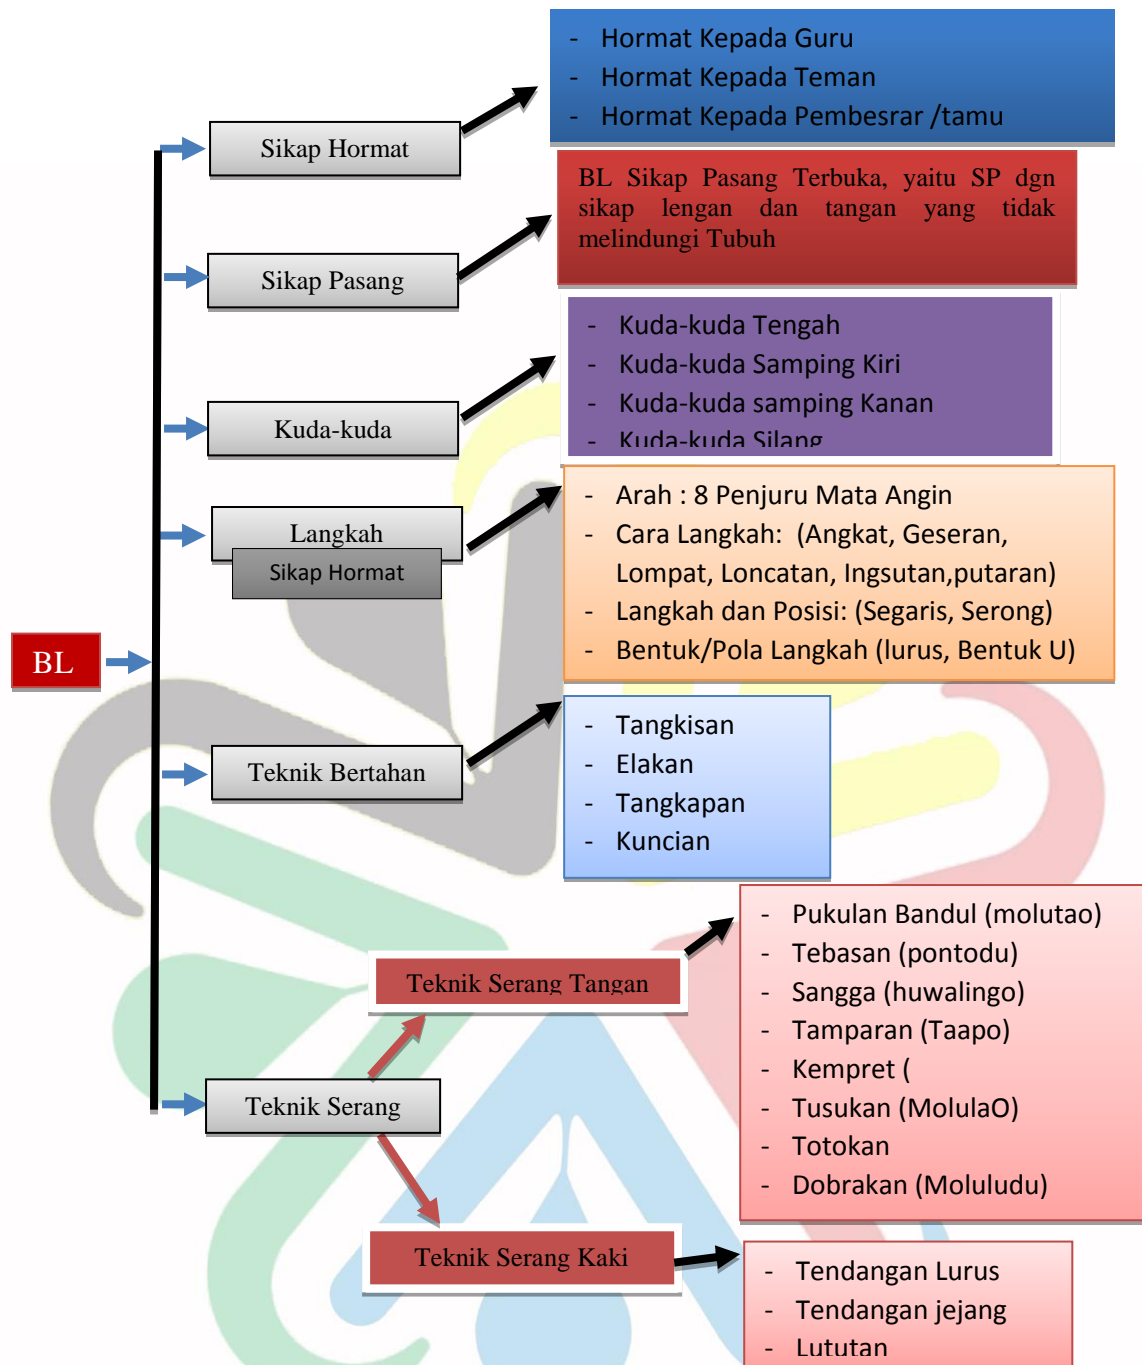 - Hormat Kepada Guru
- Hormat Kepada Teman
- Hormat Kepada Pembesrar /tamu
Sikap Hormat
BL Sikap Pasang Terbuka, yaitu SP dgn
sikap lengan dan tangan yang tidak
melindungi Tubuh
Sikap Pasang
- Kuda-kuda Tengah
- Kuda-kuda Samping Kiri
- Kuda-kuda samping Kanan
- Kuda-kuda Silang
Kuda-kuda
- Arah : 8 Penjuru Mata Angin
- Cara Langkah: (Angkat, Geseran,
Lompat, Loncatan, Ingsutan,putaran)
- Langkah dan Posisi: (Segaris, Serong)
- Bentuk/Pola Langkah (lurus, Bentuk U)
Langkah
Sikap Hormat
BL
- Tangkisan
- Elakan
- Tangkapan
- Kuncian
Teknik Bertahan
- Pukulan Bandul (molutao)
- Tebasan (pontodu)
- Sangga (huwalingo)
- Tamparan (Taapo)
- Kempret (
- Tusukan (MolulaO)
- Totokan
- Dobrakan (Moluludu)
Teknik Serang Tangan
Teknik Serang
Teknik Serang Kaki
- Tendangan Lurus
- Tendangan jejang
- Lututan